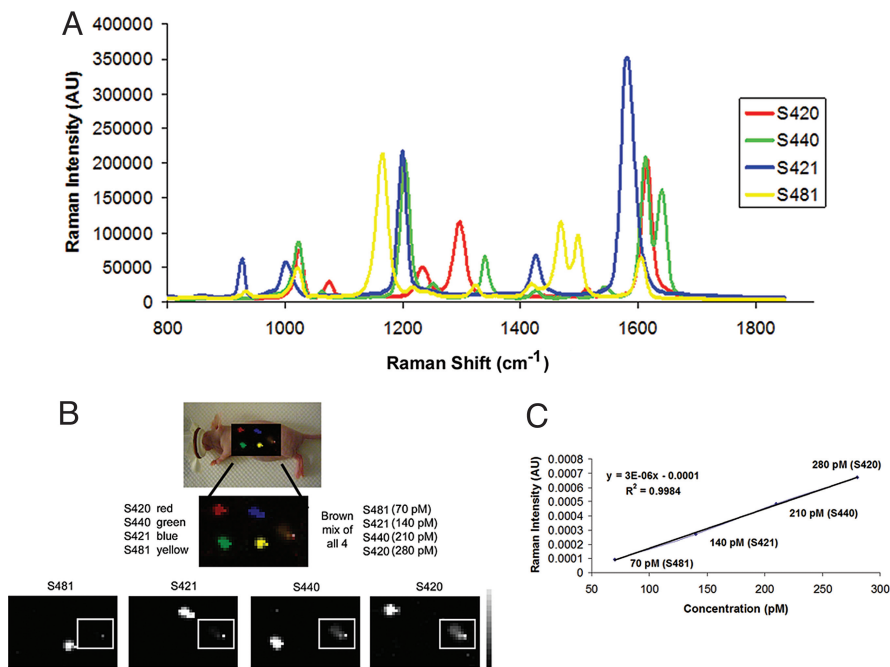 A
400000
350000
300000
250000
200000
150000
100000
50000
0
Raman Intensity (AU)
800 1000 1200 1400 1600 1800
Raman Shift (cm-1)
S420
S440
S421
S481
B
S420 red
S440 green
S421 blue
S481 yellow
Brown
mix of
all 4
S481 (70 pM)
S421 (140 pM)
S440 (210 pM)
S420 (280 pM)
S481 S421 S440 S420
C
0.0008
0.0007
0.0006
0.0005
0.0004
0.0003
0.0002
0.0001
0
Raman Intensity (AU)
y = 3E-06x - 0.0001
R2 = 0.9984
280 pM (S420)
210 pM (S440)
140 pM (S421)
70 pM (S481)
50 100 150 200 250 300
Concentration (pM)